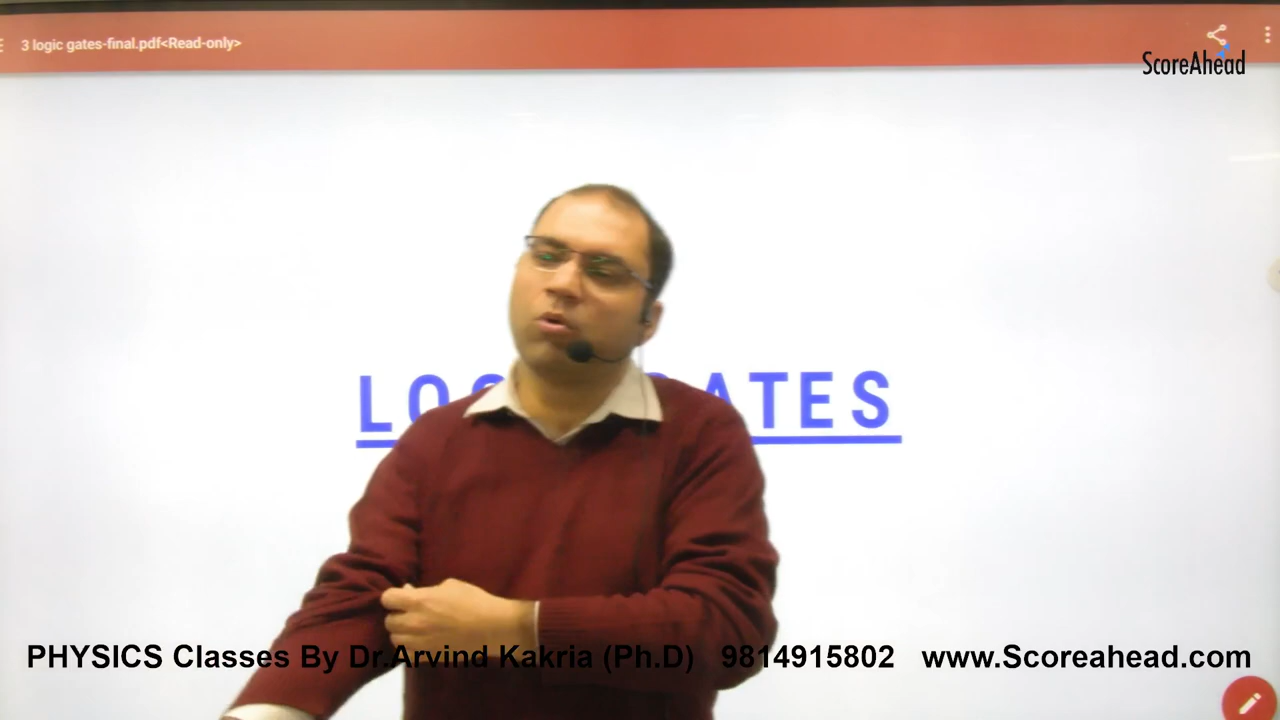 3 logic gates-final.pdf<Read-only>
ScoreAhead
PHYSICS Classes By Dr.Arvind Kakria (Ph.D) 9814915802 www.Scoreahead.com